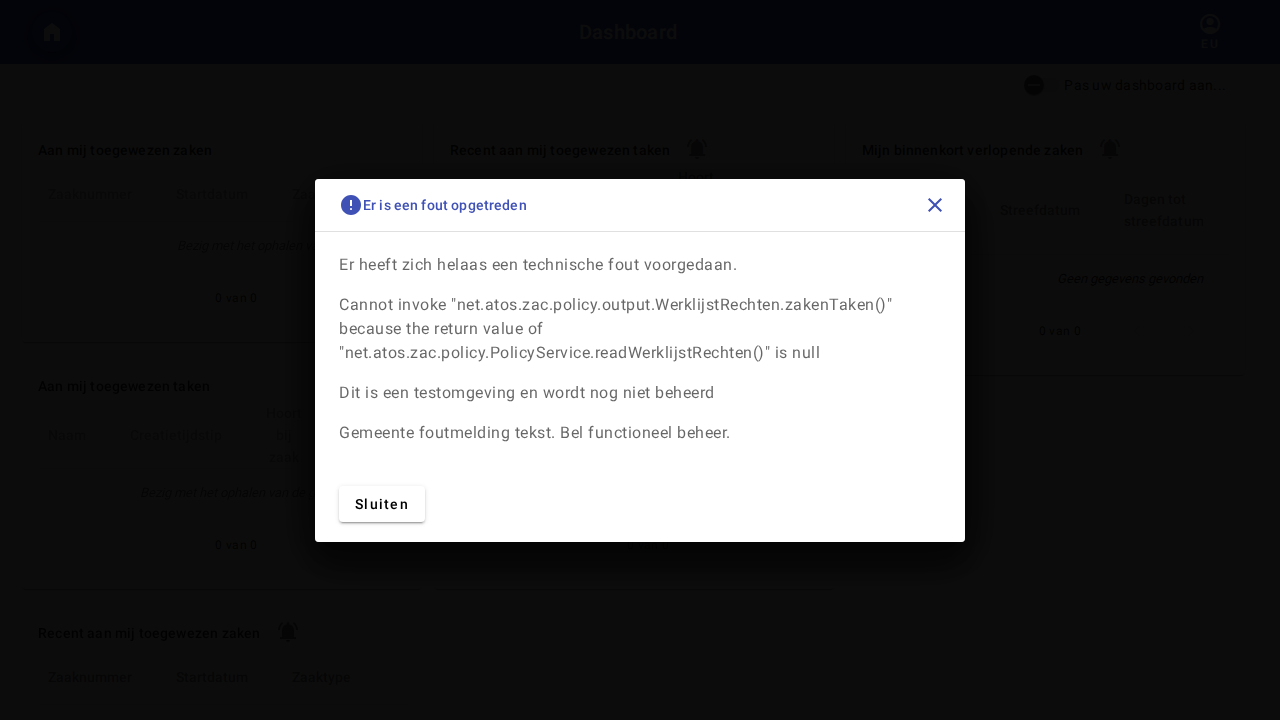 Dashboard
EU
Pas uw dashboard aan...
Aan mij toegewezen zaken
Recent aan mij toegewezen taken
Mijn binnenkort verlopende zaken
Zaaknummer Startdatum
Streefdatum
Dagen tot
streefdatum
Geen gegevens gevonden
0 van 0
0 van 0
Er is een fout opgetreden
Er heeft zich helaas een technische fout voorgedaan.
Cannot invoke "net.atos.zac.policy.output.WerklijstRechten.zakenTaken()"
because the return value of
"net.atos.zac.policy.PolicyService.readWerklijstRechten()" is null
Dit is een testomgeving en wordt nog niet beheerd
Gemeente foutmelding tekst. Bel functioneel beheer.
Sluiten
Aan mij toegewezen taken
Naam Creatietijdens
0 van 0
Recent aan mij toegewezen zaken
Zaaknummer Startdatum Zaaktype